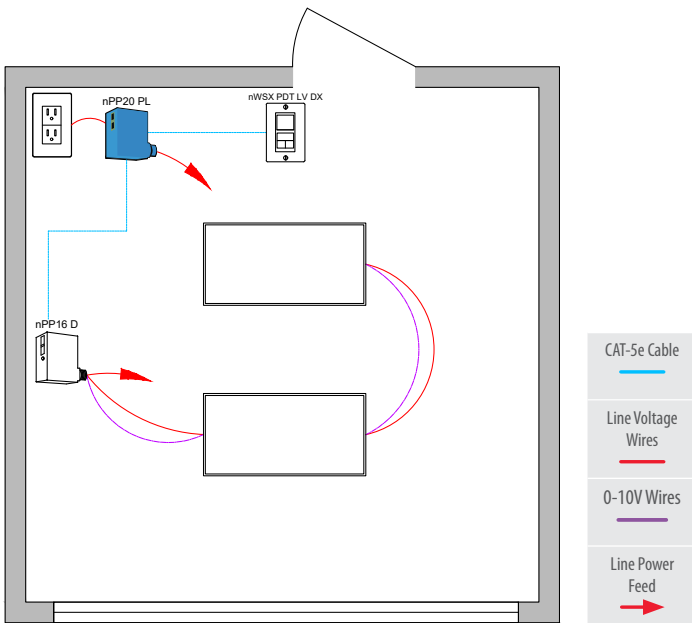 nPP20 PL
nWSX PDT LV DX
nPP16 D
CAT-5e Cable
Line Voltage
Wires
0-10V Wires
Line Power
Feed